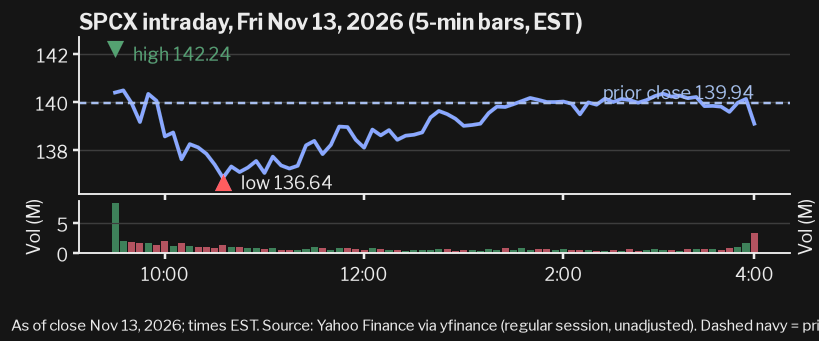 SPCX intraday, Fri Nov 13, 2026 (5-min bars, EST)
142
high 142.24
prior close 139.94
140
138
low 136.64
Vol (M)
5
0
Vol (M)
10:00
12:00
2:00
4:00
As of close Nov 13, 2026; times EST. Source: Yahoo Finance via yfinance (regular session, unadjusted). Dashed navy = pri